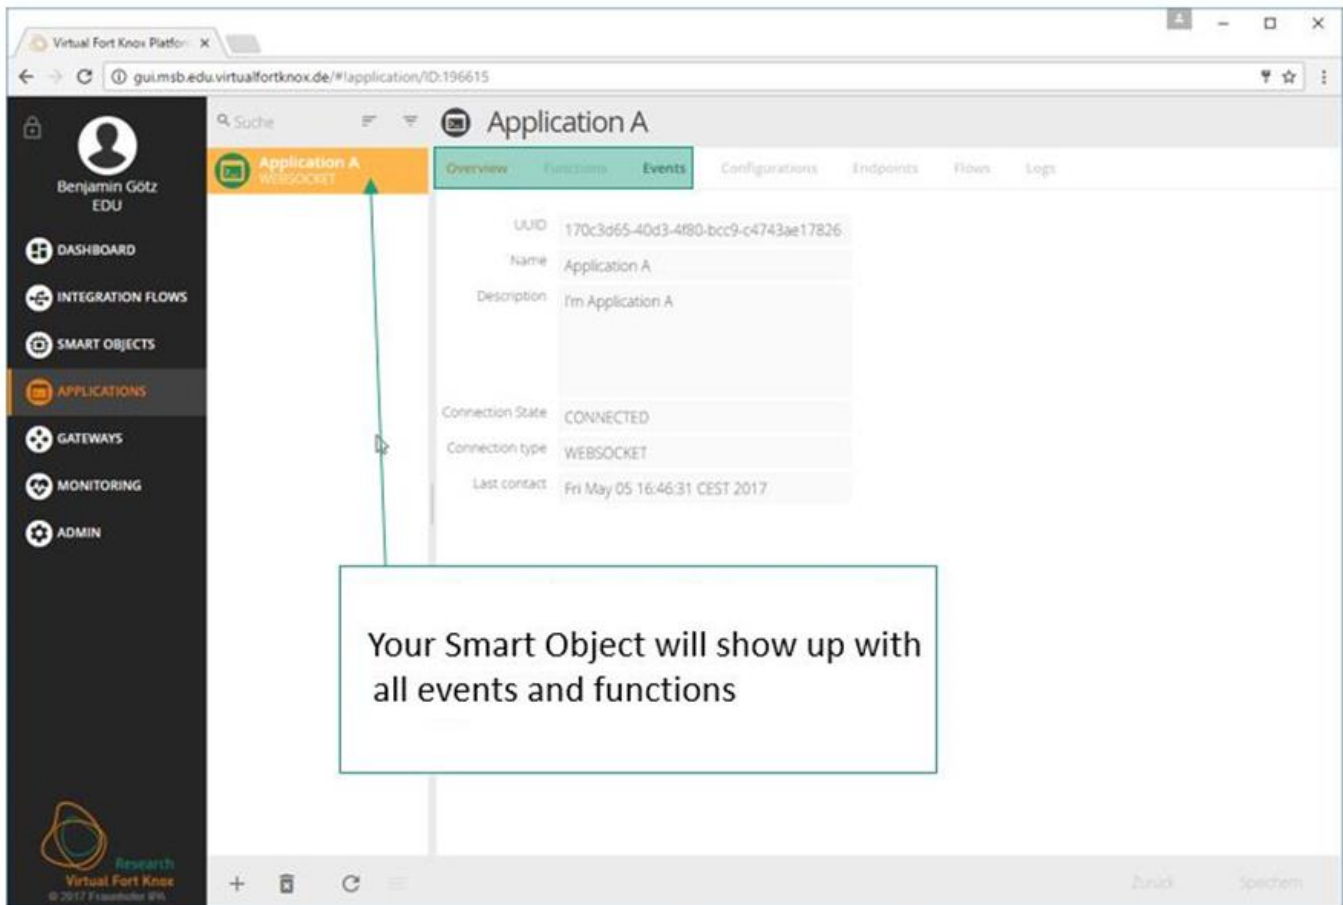 Virtual Fort Knox Platfor
gui.msb.edu.virtualfortknox.de/#!application/ID:196615
Benjamin Götz
EDU
DASHBOARD
INTEGRATION FLOWS
SMART OBJECTS
APPLICATIONS
GATEWAYS
MONITORING
ADMIN
Research
Virtual Fort Knox
© 2017 Fraunhofer IPA
Suche
Application A
WEBSOCKET
Application A
Overview Functions Events Configurations Endpoints Flows Logs
UUID 170c3d65-40d3-4f80-bcc9-c4743ae17826
Name Application A
Description I'm Application A
Connection State CONNECTED
Connection type WEBSOCKET
Last contact Fri May 05 16:46:31 CEST 2017
Your Smart Object will show up with
all events and functions
Zurück Speichern